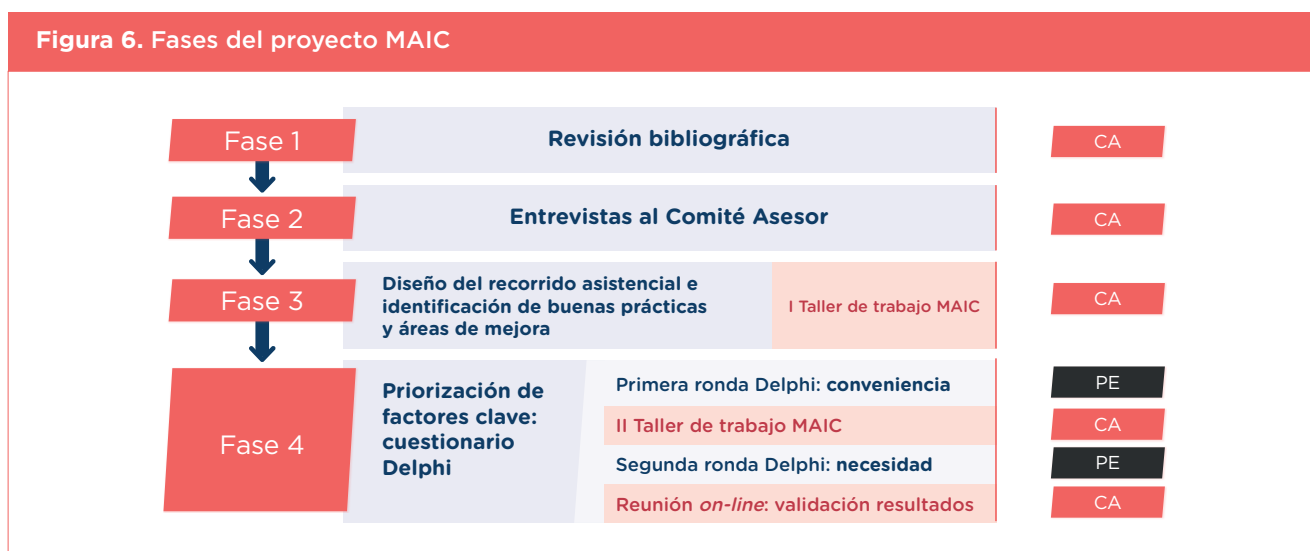 Figura 6. Fases del proyecto MAIC
Fase 1
Revisión bibliográfica
CA
Fase 2
Entrevistas al Comité Asesor
CA
Fase 3
Diseño del recorrido asistencial e
identificación de buenas prácticas
y áreas de mejora
I Taller de trabajo MAIC
CA
Fase 4
Priorización de
factores clave:
cuestionario
Delphi
Primera ronda Delphi: conveniencia
PE
II Taller de trabajo MAIC
CA
Segunda ronda Delphi: necesidad
PE
Reunión on-line: validación resultados
CA